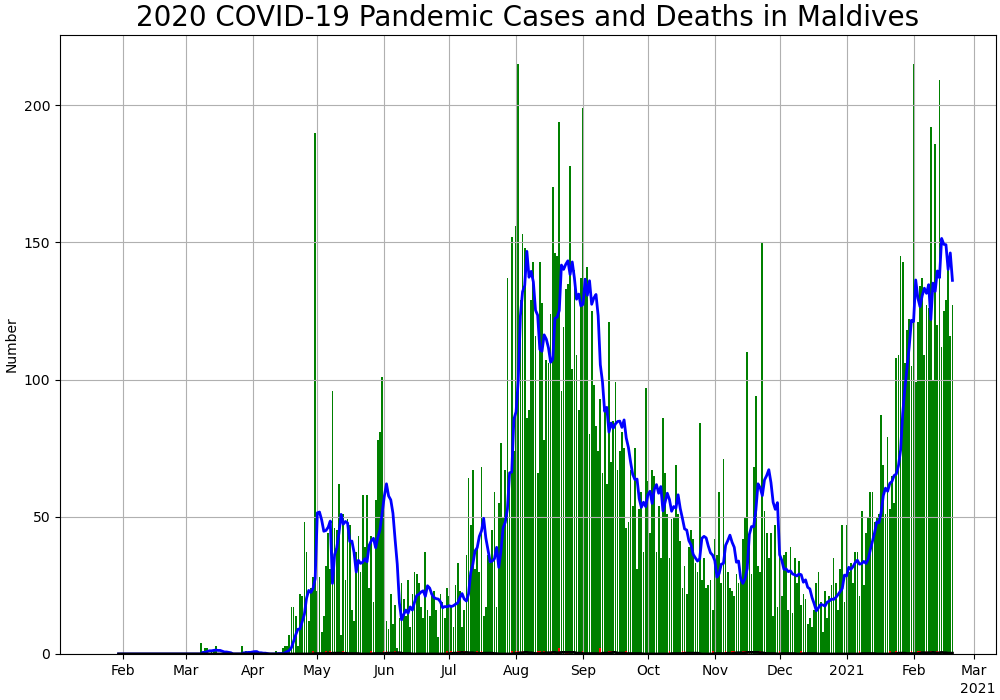 2020 COVID-19 Pandemic Cases and Deaths in Maldives
200
150
100
50
0
Number
Feb Mar Apr May Jun Jul Aug Sep Oct Nov Dec 2021 Feb Mar
2021